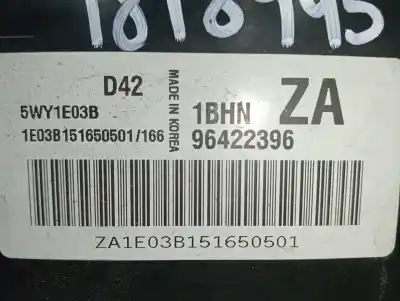 1818995
D42
5WY1E03B
1E03B151650501/166
MADE IN KOREA
1BHN
ZA
96422396
ZA1E03B151650501